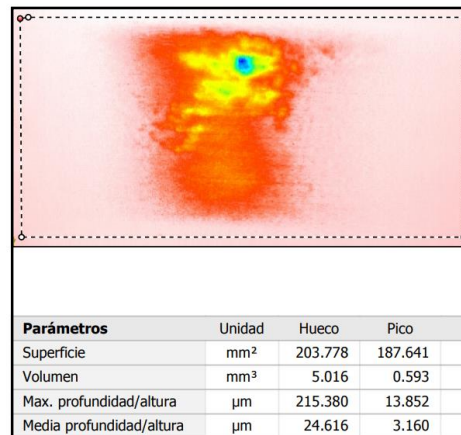 Parámetros Unidad Hueco Pico
Superficie mm² 203.778 187.641
Volumen mm³ 5.016 0.593
Max. profundidad/altura µm 215.380 13.852
Media profundidad/altura µm 24.616 3.160